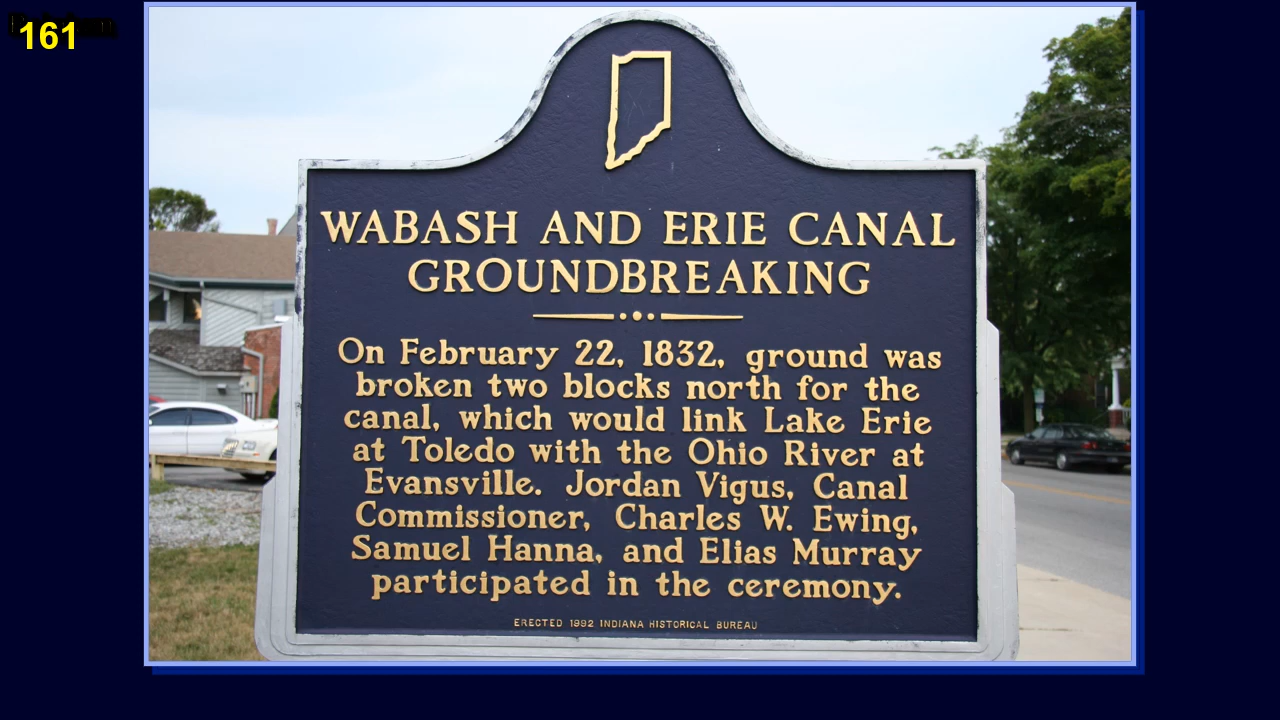 161
WABASH AND ERIE CANAL
GROUNDBREAKING
On February 22, 1832, ground was
broken two blocks north for the
canal, which would link Lake Erie
at Toledo with the Ohio River at
Evansville. Jordan Vigus, Canal
Commissioner, Charles W. Ewing,
Samuel Hanna, and Elias Murray
participated in the ceremony.
ERECTED 1992 INDIANA HISTORICAL BUREAU